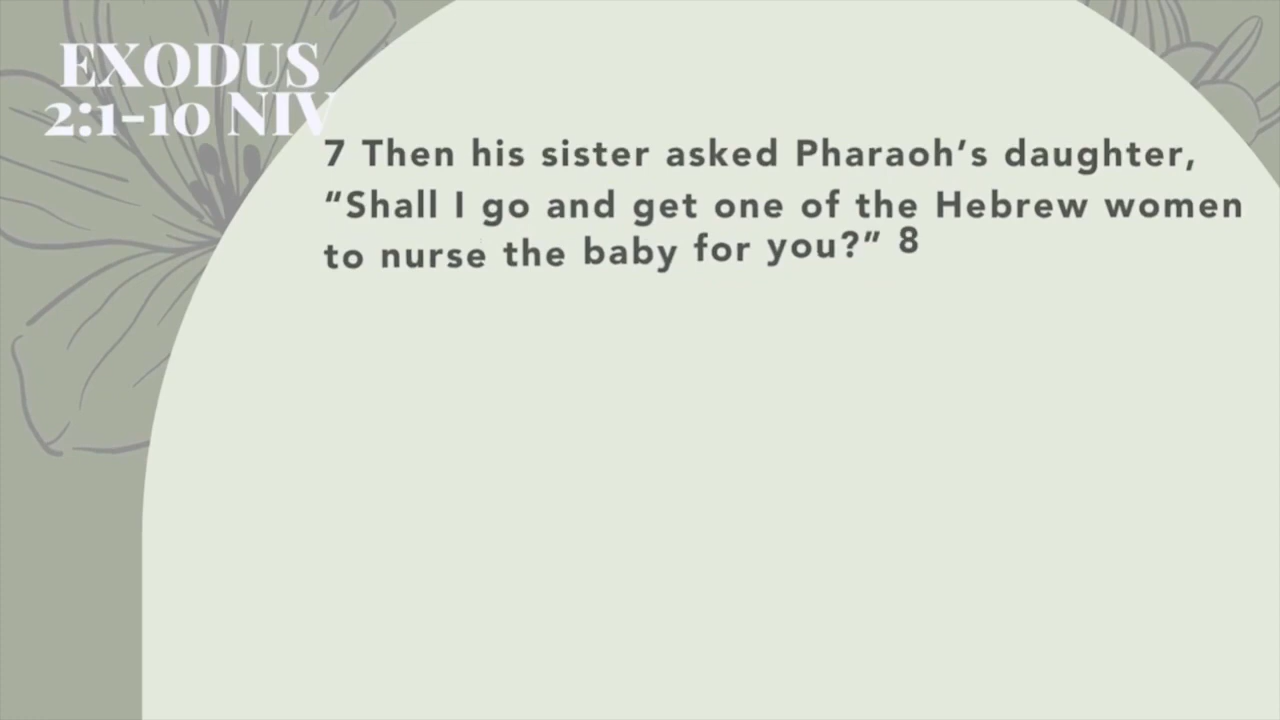 EXODUS
2:1-10 NIV
7 Then his sister asked Pharaoh’s daughter,
“Shall I go and get one of the Hebrew women
to nurse the baby for you?” 8